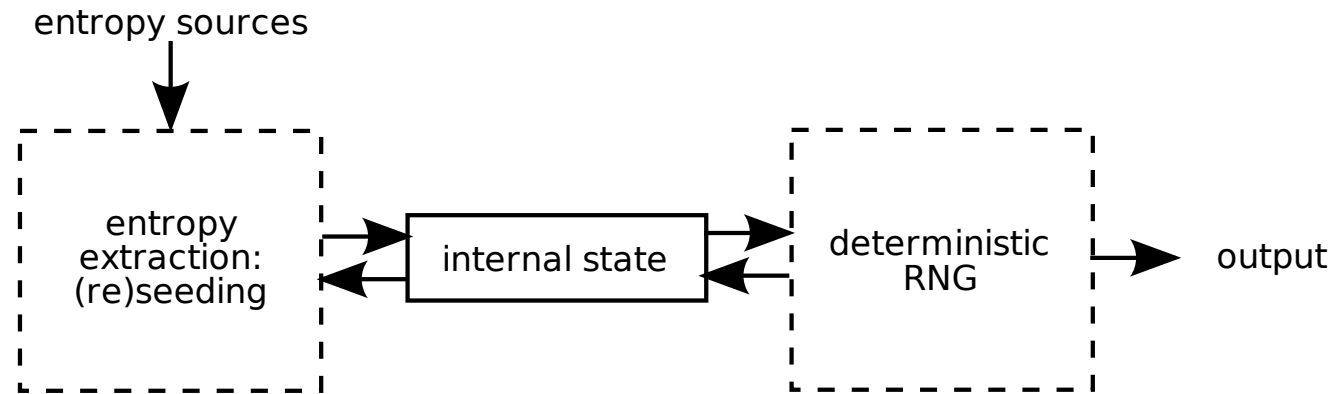 entropy sources
entropy
extraction:
(re)seeding
internal state
deterministic
RNG
output